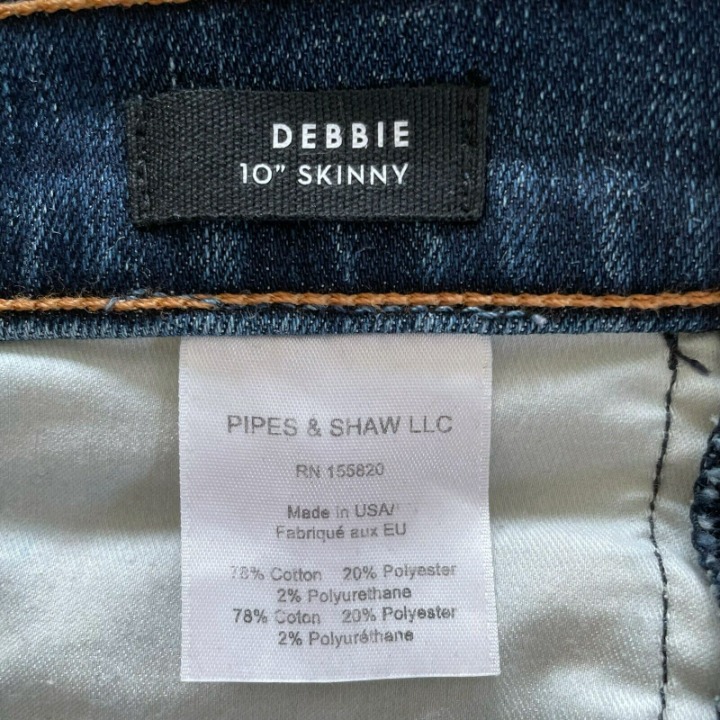 DEBBIE
10" SKINNY
PIPES & SHAW LLC
RN 155820
Made in USA/
Fabriqué aux EU
78% Cotton 20% Polyester
2% Polyurethane
78% Coton 20% Polyester
2% Polyuréthane